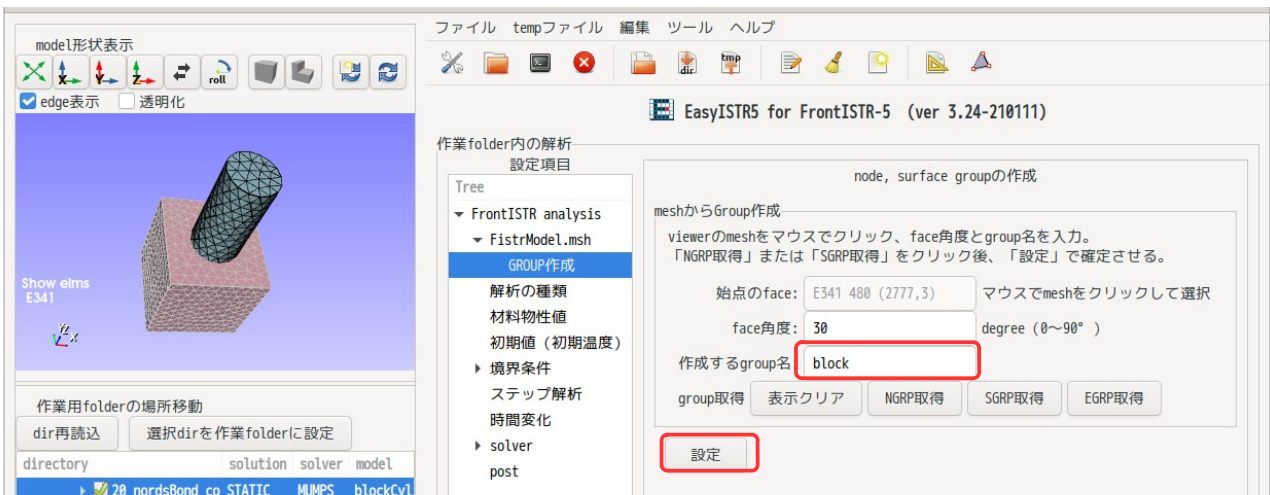 model形状表示
roll
edge表示 透明化
Show elms
E341
作業用folderの場所移動
dir再読込 選択dirを作業folderに設定
directory solution solver model
20_nordsBond_co STATIC MUMPS blockCyl
ファイル tempファイル 編集 ツール ヘルプ
dir tmp
EasyISTR5 for FrontISTR-5 (ver 3.24-210111)
作業folder内の解析
設定項目
Tree
FrontISTR analysis
FistrModel.msh
GROUP作成
解析の種類
材料物性値
初期値（初期温度）
境界条件
ステップ解析
時間変化
solver
post
node, surface groupの作成
meshからGroup作成
viewerのmeshをマウスでクリック、face角度とgroup名を入力。
「NGRP取得」または「SGRP取得」をクリック後、「設定」で確定させる。
始点のface: E341 480 (2777,3) マウスでmeshをクリックして選択
face角度: 30 degree (0～90° )
作成するgroup名 block
group取得 表示クリア NGRP取得 SGRP取得 EGRP取得
設定